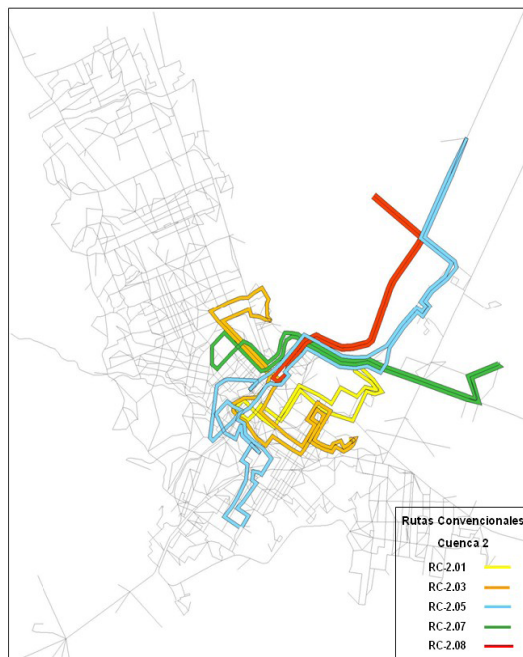 Rutas Convencionales
Cuenca 2
RC-2.01
RC-2.03
RC-2.05
RC-2.07
RC-2.08